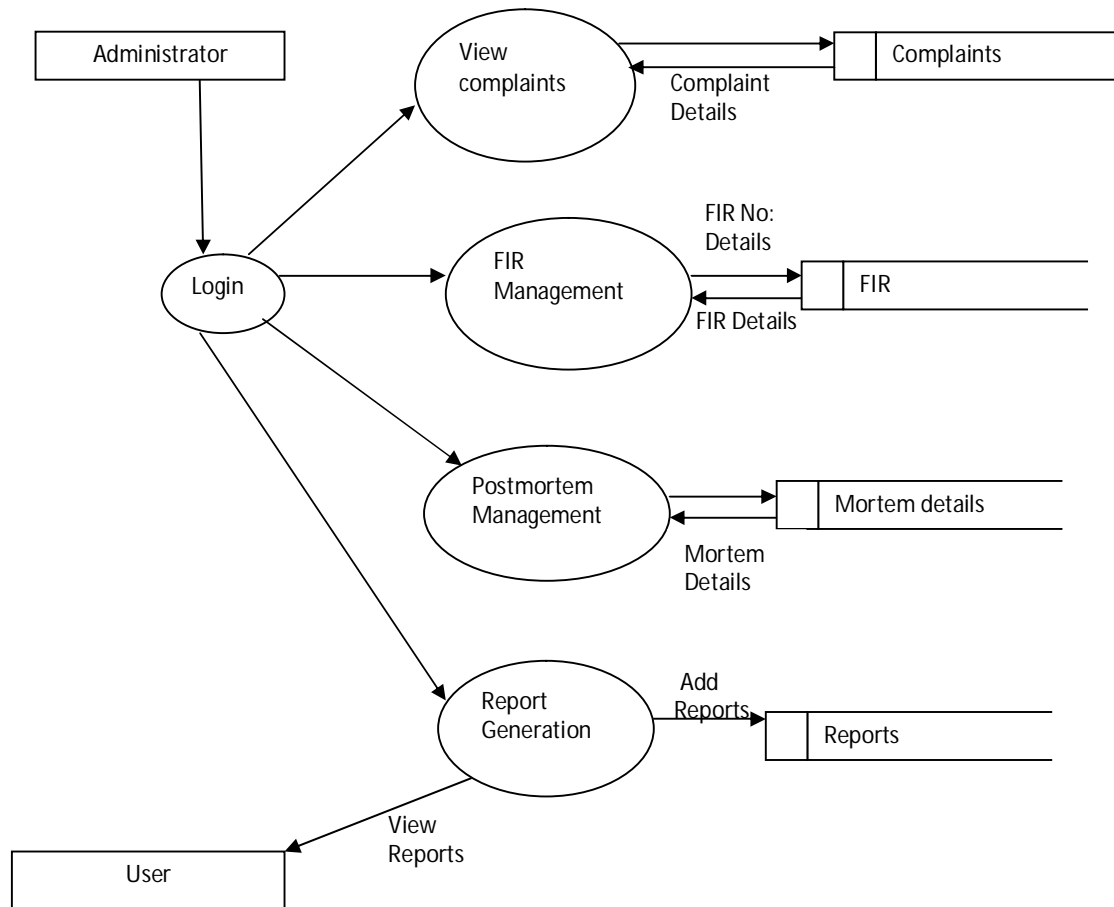 Administrator
View
complaints
Complaints
Complaint
Details
FIR No:
Details
Login
FIR
Management
FIR
FIR Details
Postmortem
Management
Mortem details
Mortem
Details
Report
Generation
Add
Reports
Reports
View
Reports
User